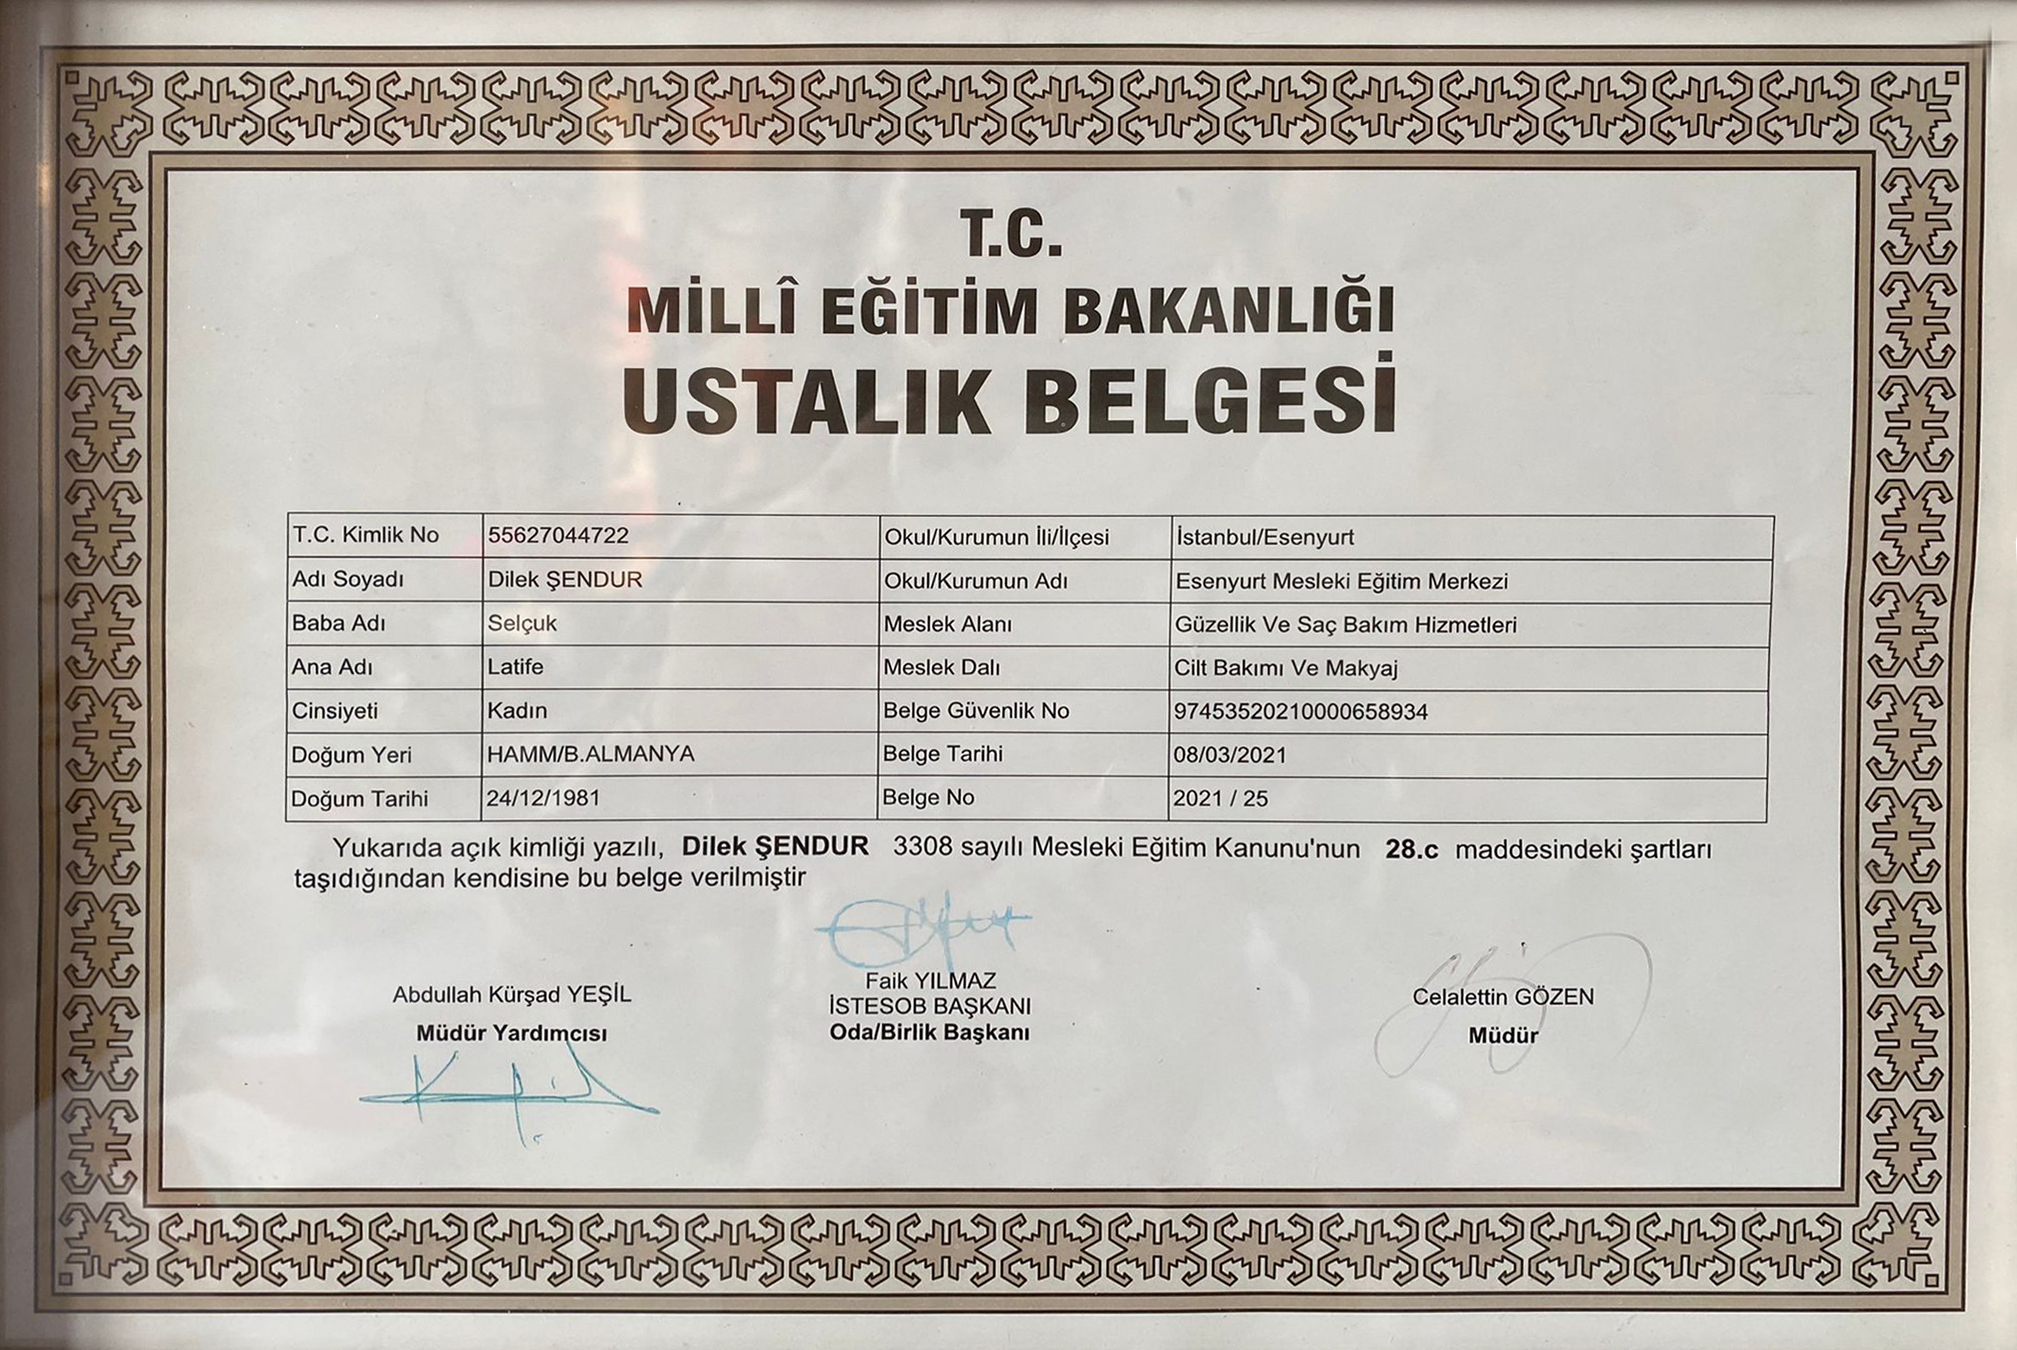 T.C.
MİLLÎ EĞİTİM BAKANLIĞI
USTALIK BELGESİ
T.C. Kimlik No 55627044722 Okul/Kurumun İli/İlçesi İstanbul/Esenyurt
Adı Soyadı Dilek ŞENDUR Okul/Kurumun Adı Esenyurt Mesleki Eğitim Merkezi
Baba Adı Selçuk Meslek Alanı Güzellik Ve Saç Bakım Hizmetleri
Ana Adı Latife Meslek Dalı Cilt Bakımı Ve Makyaj
Cinsiyeti Kadın Belge Güvenlik No 97453520210000658934
Doğum Yeri HAMM/B.ALMANYA Belge Tarihi 08/03/2021
Doğum Tarihi 24/12/1981 Belge No 2021 / 25
Yukarıda açık kimliği yazılı, Dilek ŞENDUR 3308 sayılı Mesleki Eğitim Kanunu'nun 28.c maddesindeki şartları
taşıdığından kendisine bu belge verilmiştir
Abdullah Kürşad YEŞİL
Müdür Yardımcısı
Faik YILMAZ
İSTESOB BAŞKANI
Oda/Birlik Başkanı
Celalettin GÖZEN
Müdür